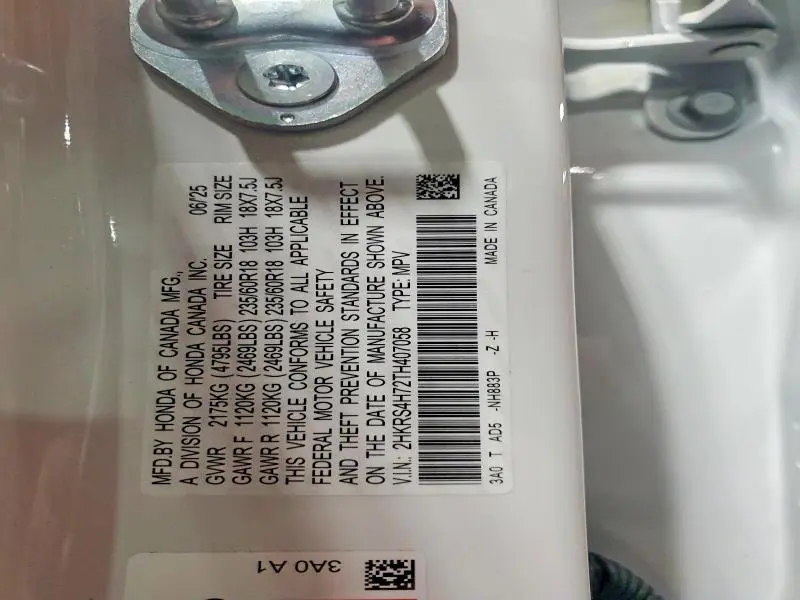 MFD.BY HONDA OF CANADA MFG.,
A DIVISION OF HONDA CANADA INC. 06/25
GVWR 2175KG (4795LBS) TIRE SIZE RIM SIZE
GAWR F 1120KG (2469LBS) 235/60R18 103H 18X7.5J
GAWR R 1120KG (2469LBS) 235/60R18 103H 18X7.5J
THIS VEHICLE CONFORMS TO ALL APPLICABLE
FEDERAL MOTOR VEHICLE SAFETY
AND THEFT PREVENTION STANDARDS IN EFFECT
ON THE DATE OF MANUFACTURE SHOWN ABOVE.
V.I.N.: 2HKRS4H72TH407058 TYPE: MPV
3A0 T AD5 -NH883P -Z -H MADE IN CANADA
3A0 A1